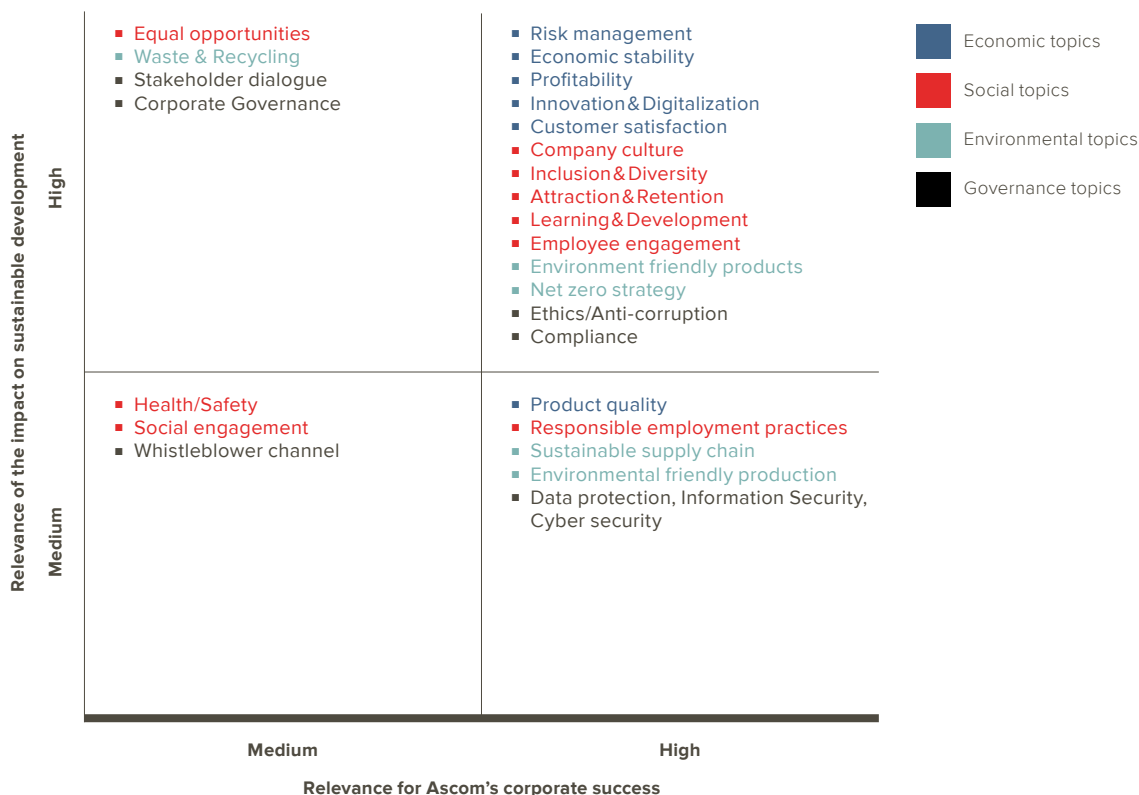 Relevance of the impact on sustainable development
High
Medium
Equal opportunities
Waste & Recycling
Stakeholder dialogue
Corporate Governance
Risk management
Economic stability
Profitability
Innovation & Digitalization
Customer satisfaction
Company culture
Inclusion & Diversity
Attraction & Retention
Learning & Development
Employee engagement
Environment friendly products
Net zero strategy
Ethics/Anti-corruption
Compliance
Health/Safety
Social engagement
Whistleblower channel
Product quality
Responsible employment practices
Sustainable supply chain
Environmental friendly production
Data protection, Information Security,
Cyber security
Medium
High
Relevance for Ascom’s corporate success
Economic topics
Social topics
Environmental topics
Governance topics